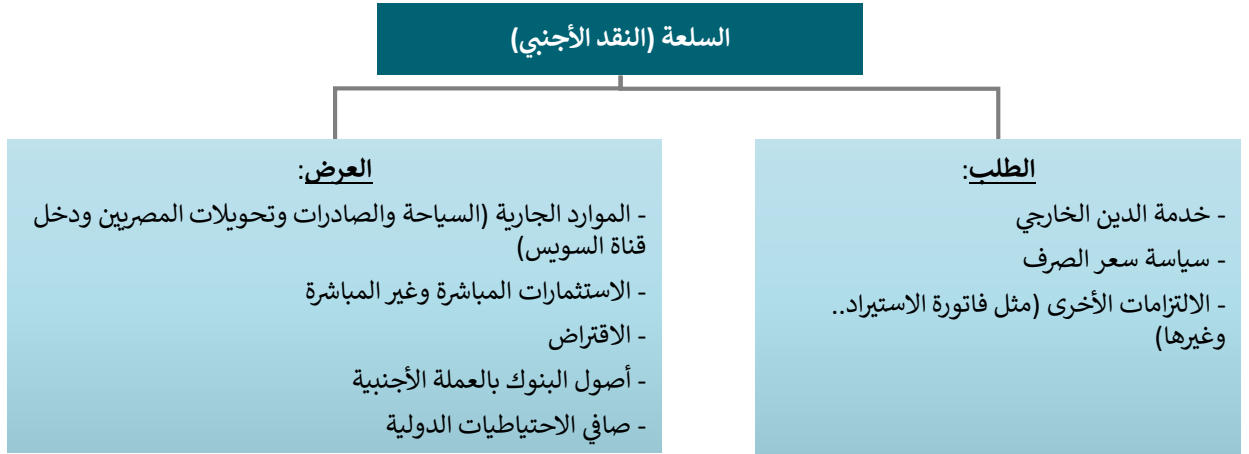 السلعة (النقد الأجنبي)
الطلب:
- خدمة الدين الخارجي
- سياسة سعر الصرف
- الالتزامات الأخرى (مثل فاتورة الاستيراد..
وغيرها)
العرض:
- الموارد الجارية (السياحة والصادرات وتحويلات المصريين ودخل
قناة السويس)
- الاستثمارات المباشرة وغير المباشرة
- الاقتراض
- أصول البنوك بالعملة الأجنبية
- صافي الاحتياطيات الدولية